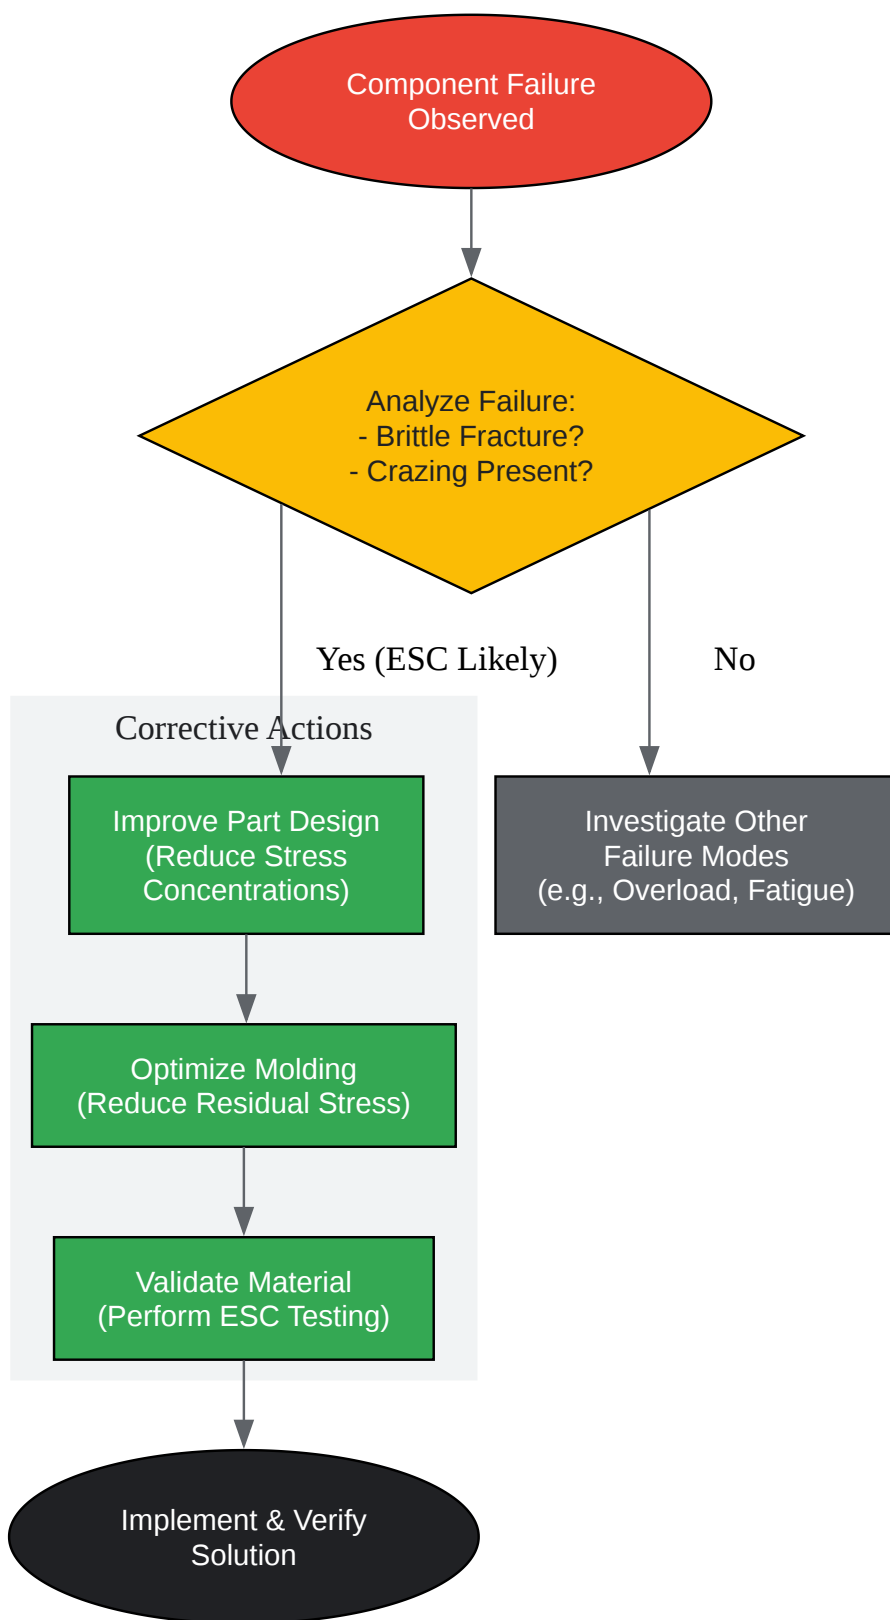 Component Failure
Observed
Analyze Failure:
- Brittle Fracture?
- Crazing Present?
Yes (ESC Likely)
No
Corrective Actions
Improve Part Design
(Reduce Stress
Concentrations)
Investigate Other
Failure Modes
(e.g., Overload, Fatigue)
Optimize Molding
(Reduce Residual Stress)
Validate Material
(Perform ESC Testing)
Implement & Verify
Solution